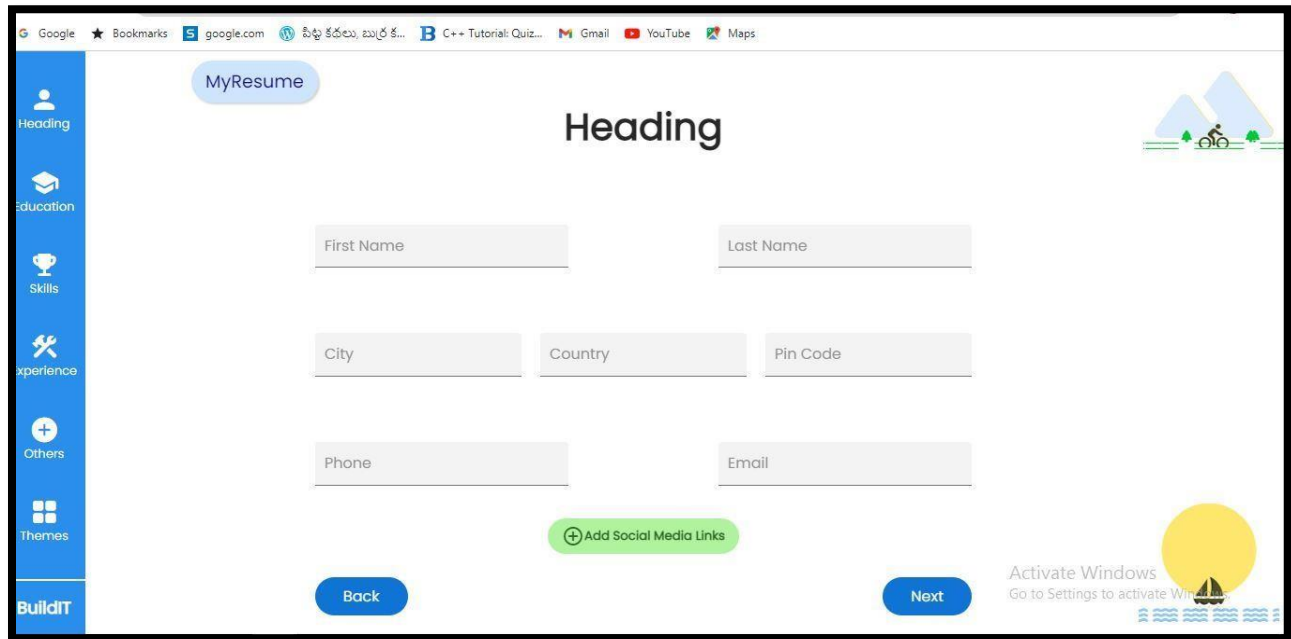 Google Bookmarks google.com పిట్ట కథలు, బుర్ర క... C++ Tutorial: Quiz... Gmail YouTube Maps
MyResume
Heading
Heading
Education
Skills
Experience
Others
Themes
BuildIT
First Name Last Name
City Country Pin Code
Phone Email
Add Social Media Links
Back Next
Activate Windows
Go to Settings to activate Windows.